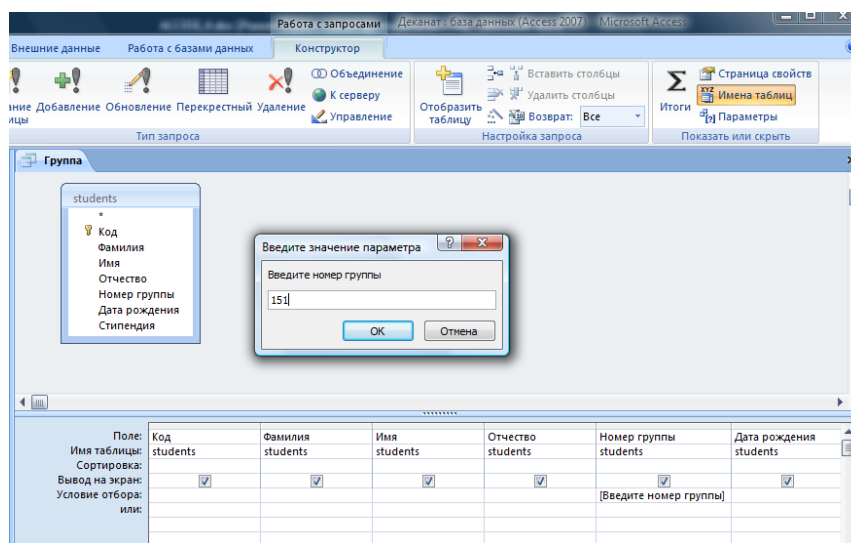 Работа с запросами Деканат : база данных (Access 2007) Microsoft Access
Внешние данные Работа с базами данных Конструктор
Объединение
К серверу
Управление
ание Добавление Обновление Перекрестный Удаление
ицы
Тип запроса
Отобразить
таблицу
Вставить столбцы
Удалить столбцы
Возврат: Все
Настройка запроса
Σ
Итоги
Страница свойств
XYZ Имена таблиц
[?] Параметры
Показать или скрыть
Группа
students
*
Код
Фамилия
Имя
Отчество
Номер группы
Дата рождения
Стипендия
Введите значение параметра
Введите номер группы
151
ОК Отмена
Поле: Код Фамилия Имя Отчество Номер группы Дата рождения
Имя таблицы: students students students students students students
Сортировка:
Вывод на экран:
Условие отбора: [Введите номер группы]
или: